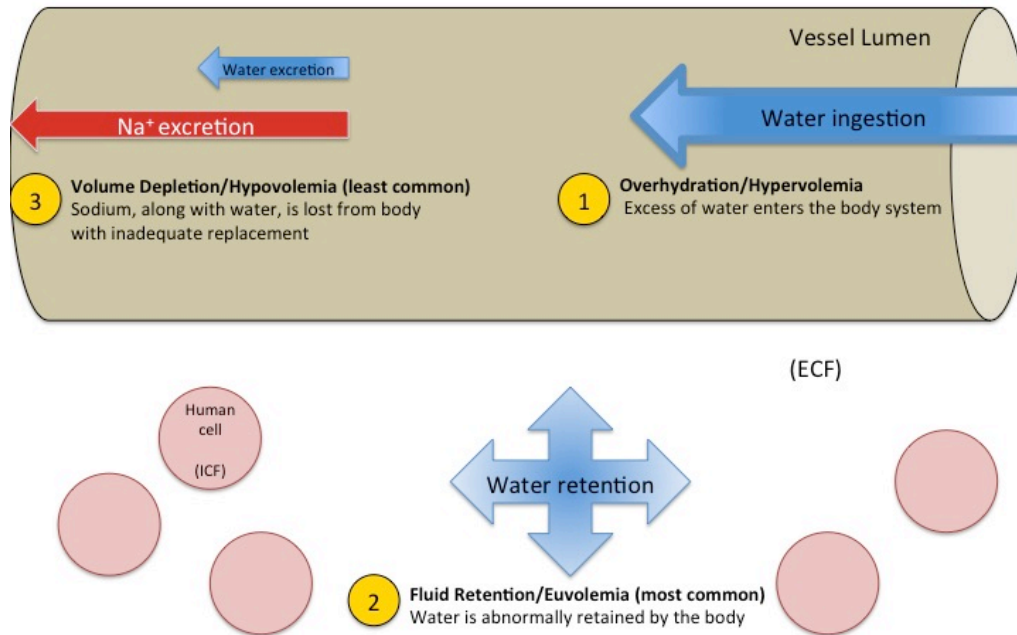 Vessel Lumen
Water excretion
Na⁺ excretion
Water ingestion
3
Volume Depletion/Hypovolemia (least common)
Sodium, along with water, is lost from body
with inadequate replacement
1
Overhydration/Hypervolemia
Excess of water enters the body system
(ECF)
Human
cell
(ICF)
Water retention
2
Fluid Retention/Euvolemia (most common)
Water is abnormally retained by the body